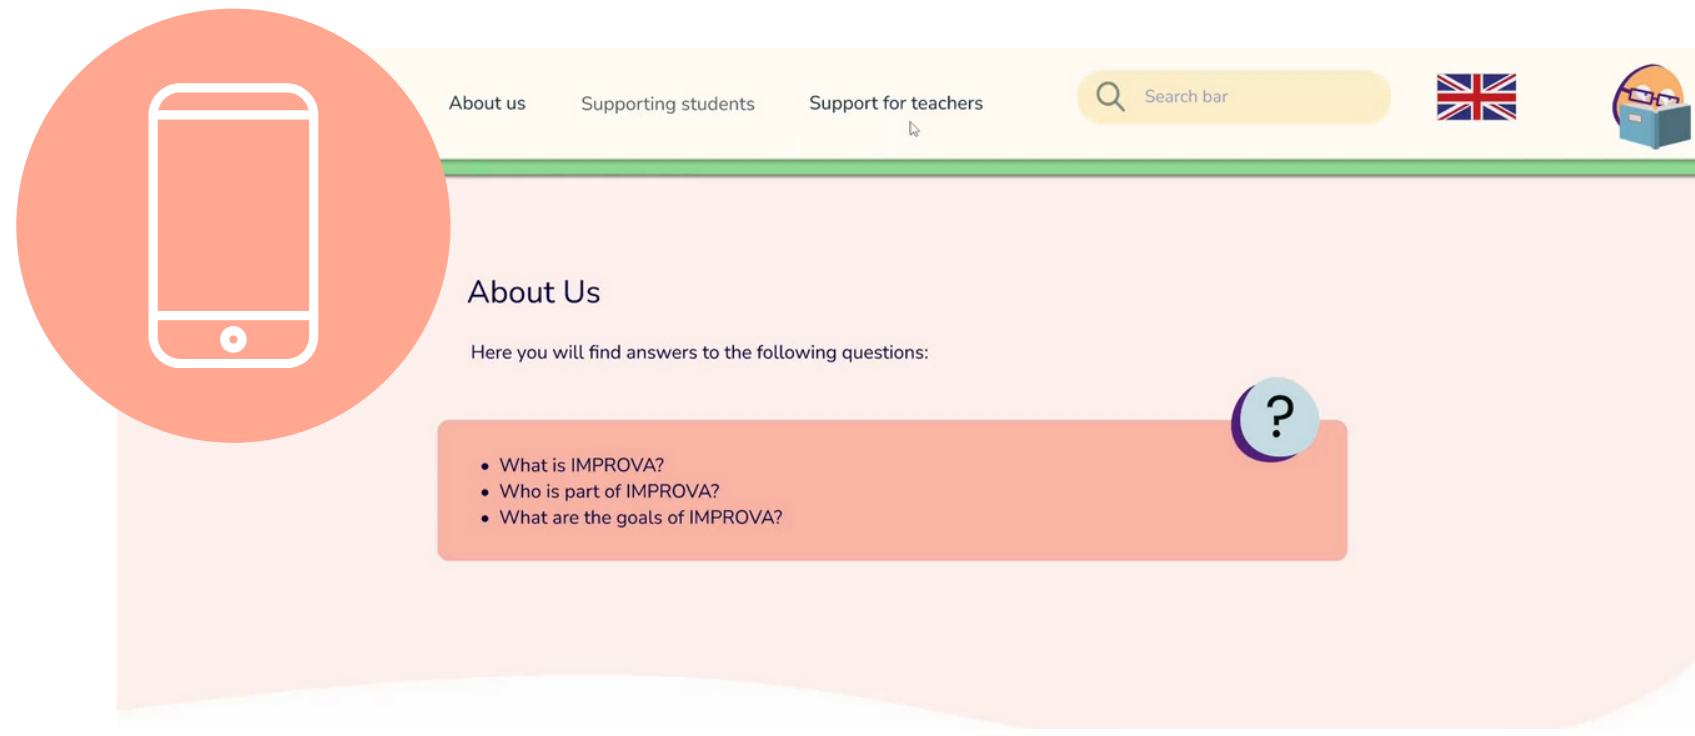 About us
Supporting students
Support for teachers
Search bar
About Us
Here you will find answers to the following questions:
?
• What is IMPROVA?
• Who is part of IMPROVA?
• What are the goals of IMPROVA?